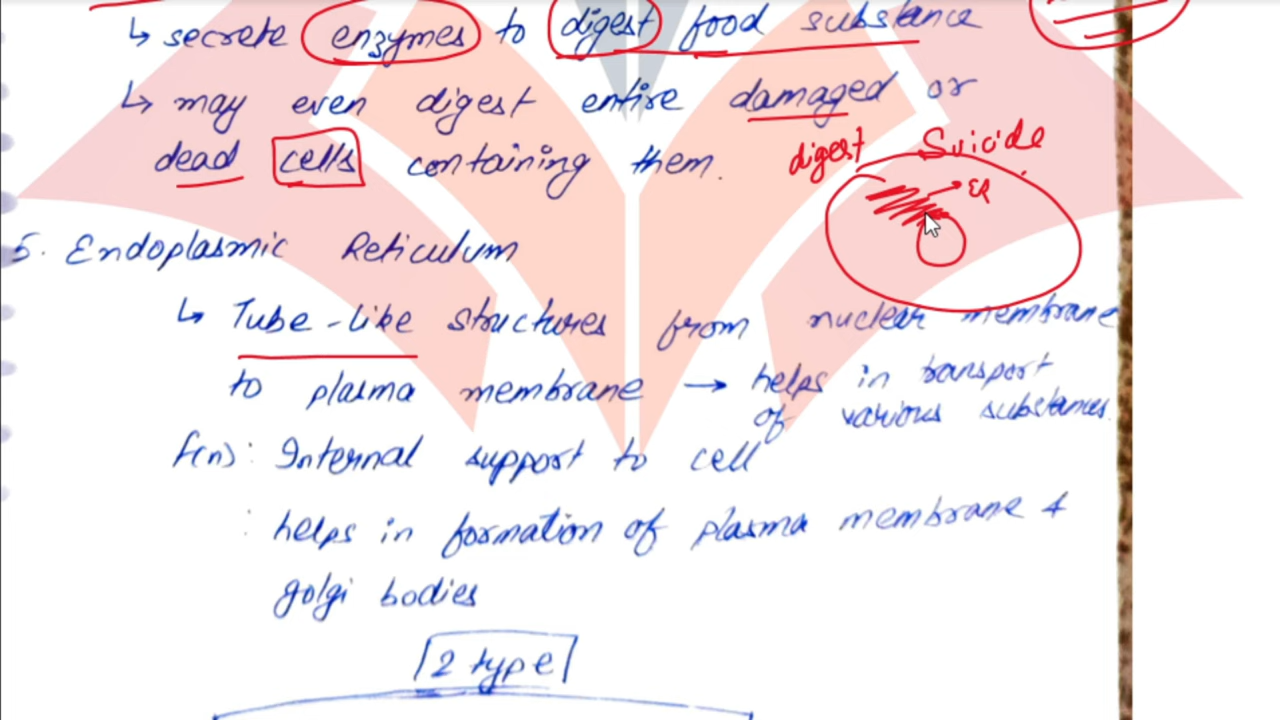 ↳ secrete enzymes to digest food substance
↳ may even digest entire damaged or
dead cells containing them.
digest Suicide
ER
5. Endoplasmic Reticulum
↳ Tube-like structures from nuclear membrane
to plasma membrane → helps in transport
of various substances.
f(n): Internal support to cell
: helps in formation of plasma membrane &
golgi bodies
2 type